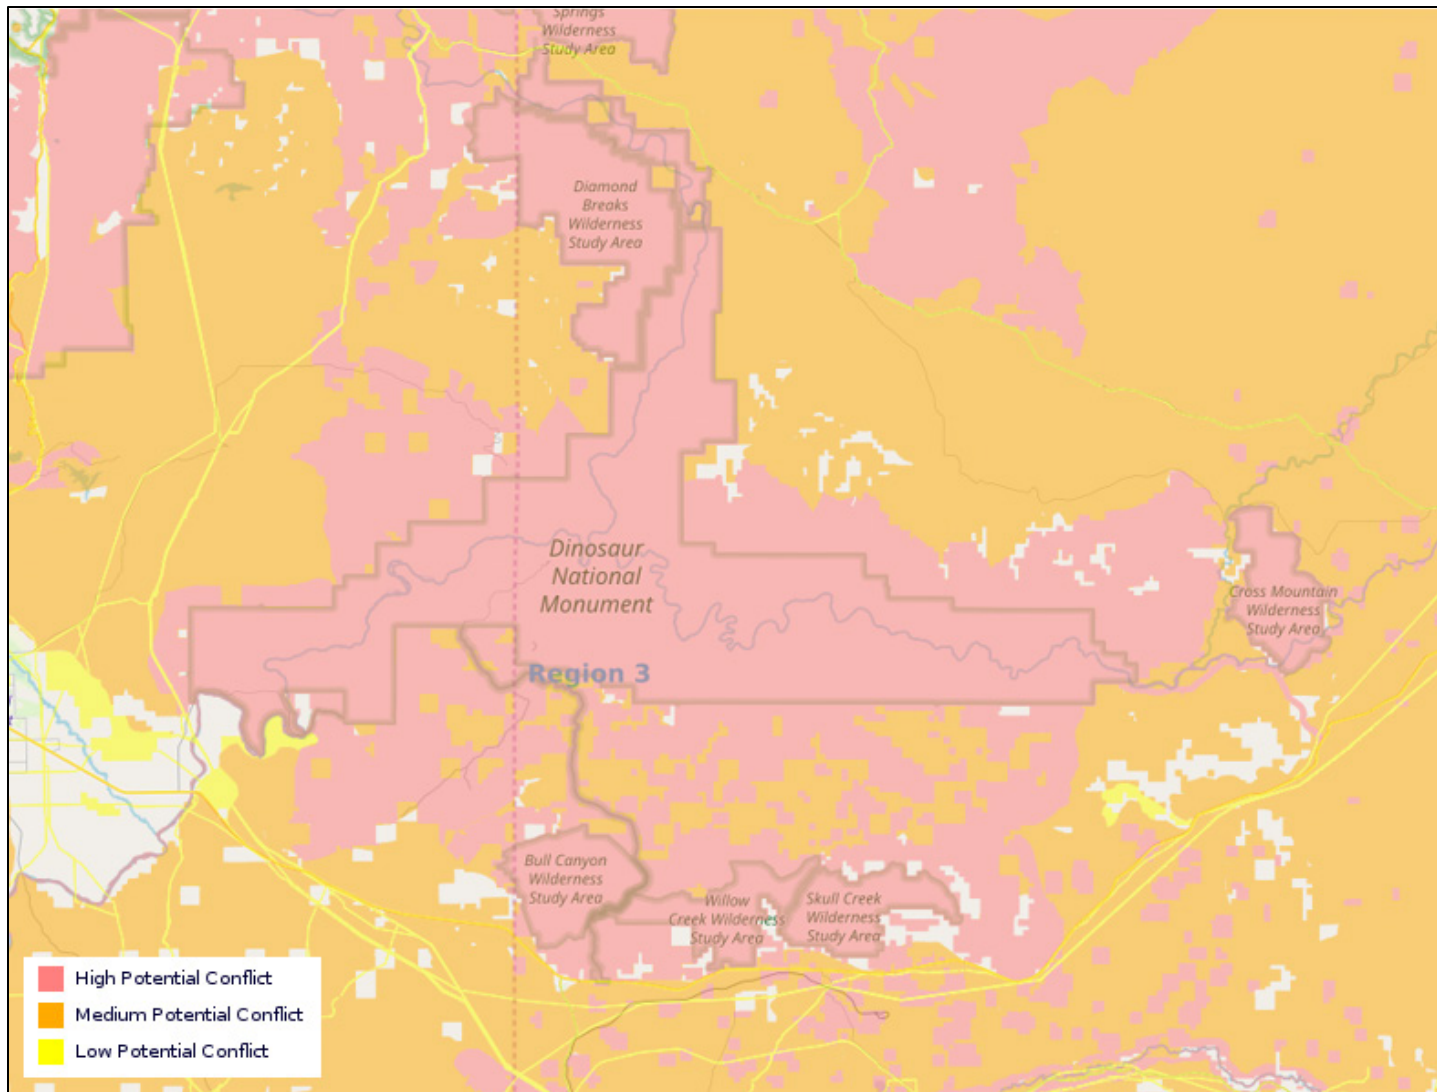 Springs
Wilderness
Study Area
Diamond
Breaks
Wilderness
Study Area
Dinosaur
National
Monument
Cross Mountain
Wilderness
Study Area
Region 3
Bull Canyon
Wilderness
Study Area
Willow
Creek Wilderness
Study Area
Skull Creek
Wilderness
Study Area
High Potential Conflict
Medium Potential Conflict
Low Potential Conflict